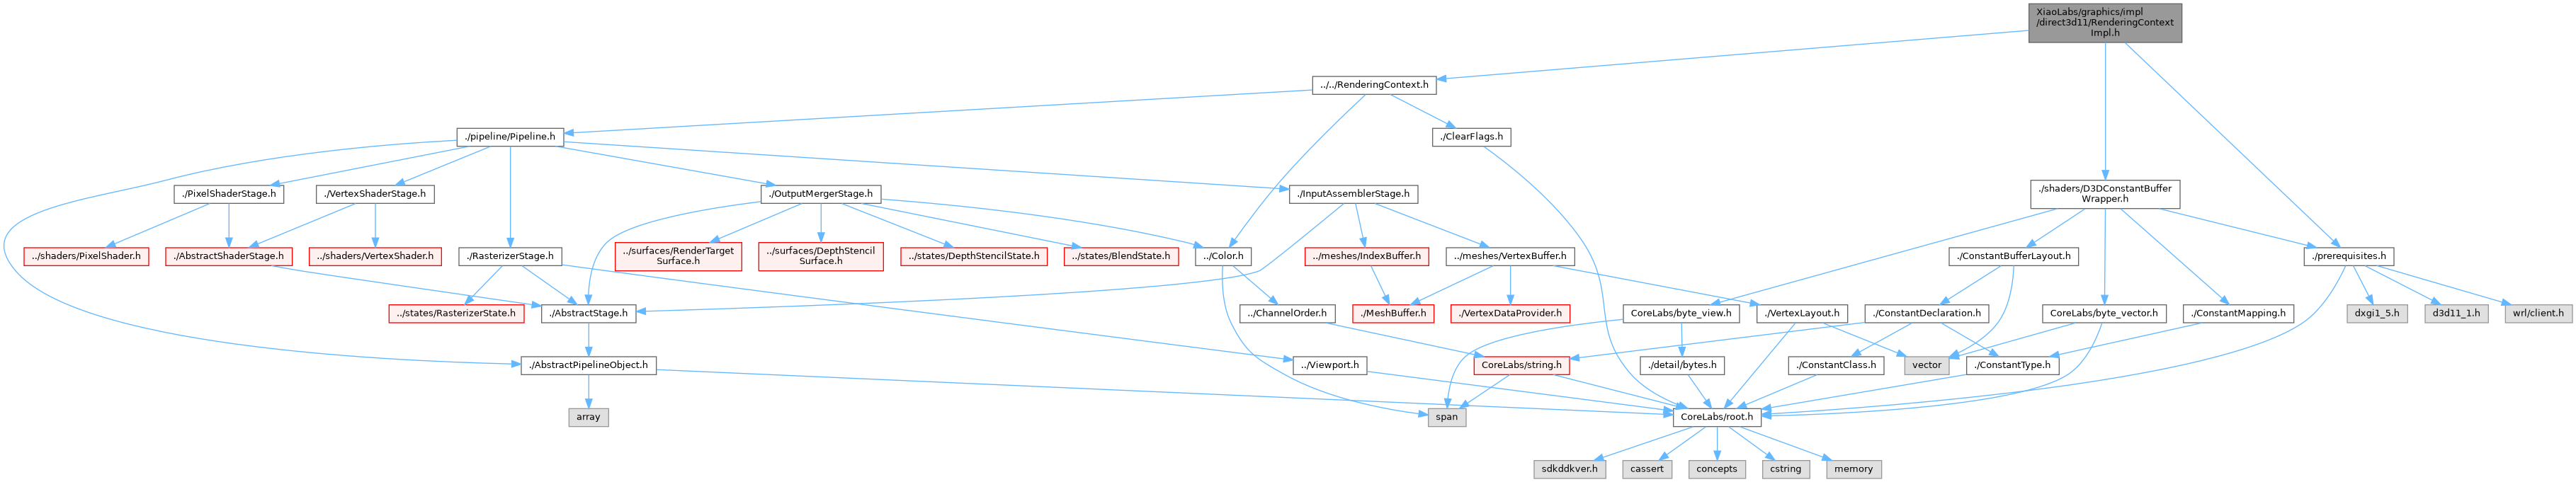 XiaoLabs/graphics/impl
/direct3d11/RenderingContext
Impl.h
../../RenderingContext.h
./pipeline/Pipeline.h
./ClearFlags.h
./PixelShaderStage.h
./VertexShaderStage.h
./OutputMergerStage.h
./InputAssemblerStage.h
./shaders/D3DConstantBuffer
Wrapper.h
../shaders/PixelShader.h
./AbstractShaderStage.h
../shaders/VertexShader.h
./RasterizerStage.h
../surfaces/RenderTarget
Surface.h
../surfaces/DepthStencil
Surface.h
../states/DepthStencilState.h
../states/BlendState.h
../Color.h
../meshes/IndexBuffer.h
../meshes/VertexBuffer.h
./ConstantBufferLayout.h
./prerequisites.h
../states/RasterizerState.h
./AbstractStage.h
../ChannelOrder.h
./MeshBuffer.h
./VertexDataProvider.h
CoreLabs/byte_view.h
./VertexLayout.h
./ConstantDeclaration.h
CoreLabs/byte_vector.h
./ConstantMapping.h
dxgi1_5.h
d3d11_1.h
wrl/client.h
./AbstractPipelineObject.h
../Viewport.h
CoreLabs/string.h
./detail/bytes.h
./ConstantClass.h
vector
./ConstantType.h
array
span
CoreLabs/root.h
sdkddkver.h
cassert
concepts
cstring
memory